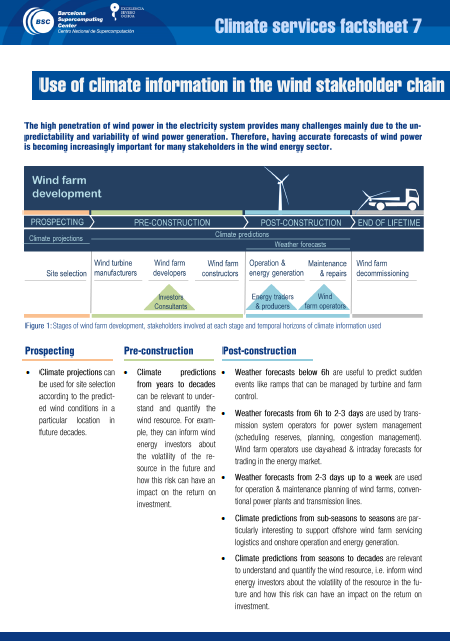 BSC
Barcelona
Supercomputing
Center
Centro Nacional de Supercomputación
EXCELENCIA
SEVERO
OCHOA
Climate services factsheet 7
Use of climate information in the wind stakeholder chain
The high penetration of wind power in the electricity system provides many challenges mainly due to the un-
predictability and variability of wind power generation. Therefore, having accurate forecasts of wind power
is becoming increasingly important for many stakeholders in the wind energy sector.
Wind farm
development
PROSPECTING PRE-CONSTRUCTION POST-CONSTRUCTION END OF LIFETIME
Climate projections Climate predictions
Weather forecasts
Site selection
Wind turbine
manufacturers
Wind farm
developers
Wind farm
constructors
Operation &
energy generation
Maintenance
& repairs
Wind farm
decommissioning
Investors
Consultants
Energy traders
& producers
Wind
farm operators
Figure 1: Stages of wind farm development, stakeholders involved at each stage and temporal horizons of climate information used
Prospecting
• Climate projections can
be used for site selection
according to the predict-
ed wind conditions in a
particular location in
future decades.
Pre-construction
• Climate predictions
from years to decades
can be relevant to under-
stand and quantify the
wind resource. For exam-
ple, they can inform wind
energy investors about
the volatility of the re-
source in the future and
how this risk can have an
impact on the return on
investment.
Post-construction
• Weather forecasts below 6h are useful to predict sudden
events like ramps that can be managed by turbine and farm
control.
• Weather forecasts from 6h to 2-3 days are used by trans-
mission system operators for power system management
(scheduling reserves, planning, congestion management).
Wind farm operators use day-ahead & intraday forecasts for
trading in the energy market.
• Weather forecasts from 2-3 days up to a week are used
for operation & maintenance planning of wind farms, conven-
tional power plants and transmission lines.
• Climate predictions from sub-seasons to seasons are par-
ticularly interesting to support offshore wind farm servicing
logistics and onshore operation and energy generation.
• Climate predictions from seasons to decades are relevant
to understand and quantify the wind resource, i.e. inform wind
energy investors about the volatility of the resource in the fu-
ture and how this risk can have an impact on the return on
investment.